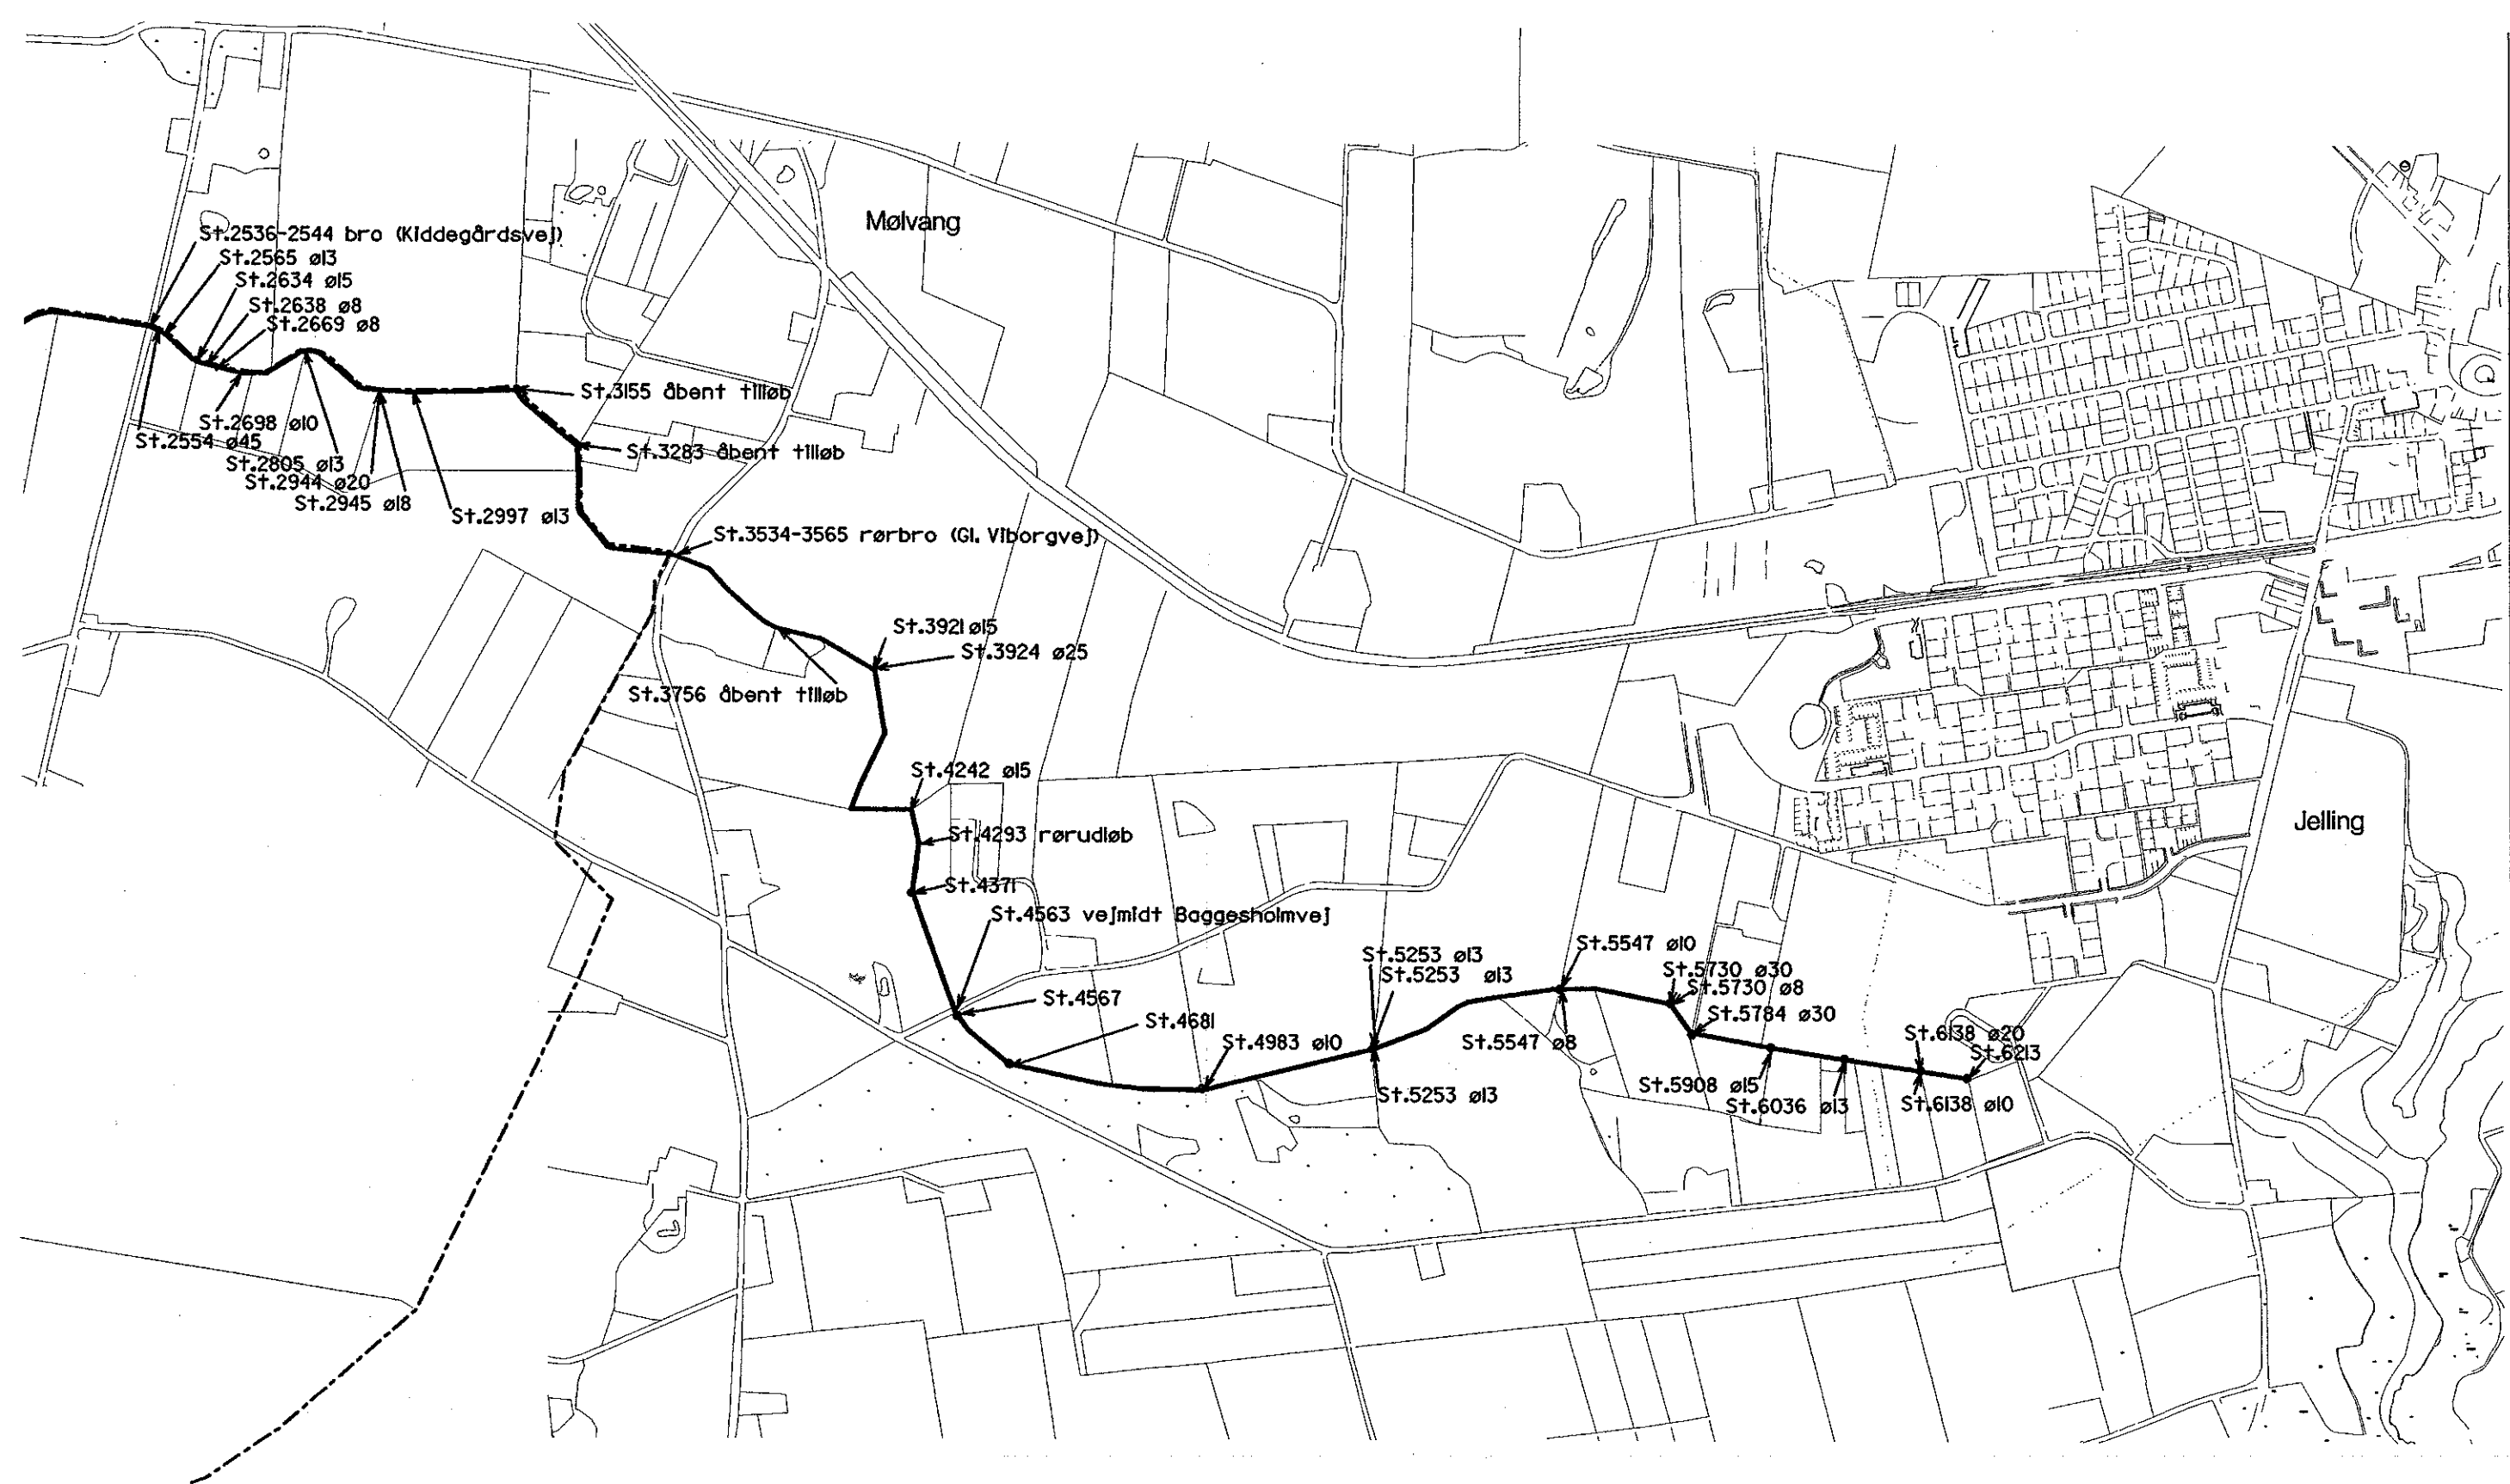 Mølvang
St.2536-2544 bro (Kiddegårdsvej)
St.2565 ø13
St.2634 ø15
St.2638 ø8
St.2669 ø8
St.3155 åbent tilløb
St.2698 ø10
St.2554 ø45
St.3283 åbent tilløb
St.2805 ø13
St.2944 ø20
St.2945 ø18
St.2997 ø13
St.3534-3565 rørbro (Gl. Viborgvej)
St.3921 ø15
St.3924 ø25
St.3756 åbent tilløb
St.4242 ø15
St.4293 rørudløb
Jelling
St.4371
St.4563 vejmidt Baggesholmvej
St.5253 ø13
St.5253 ø13
St.5547 ø10
St.5730 ø30
St.5730 ø8
St.4567
St.4681
St.5784 ø30
St.4983 ø10
St.5547 ø8
St.6138 ø20
St.6213
St.5253 ø13
St.5908 ø15
St.6036 ø13
St.6138 ø10